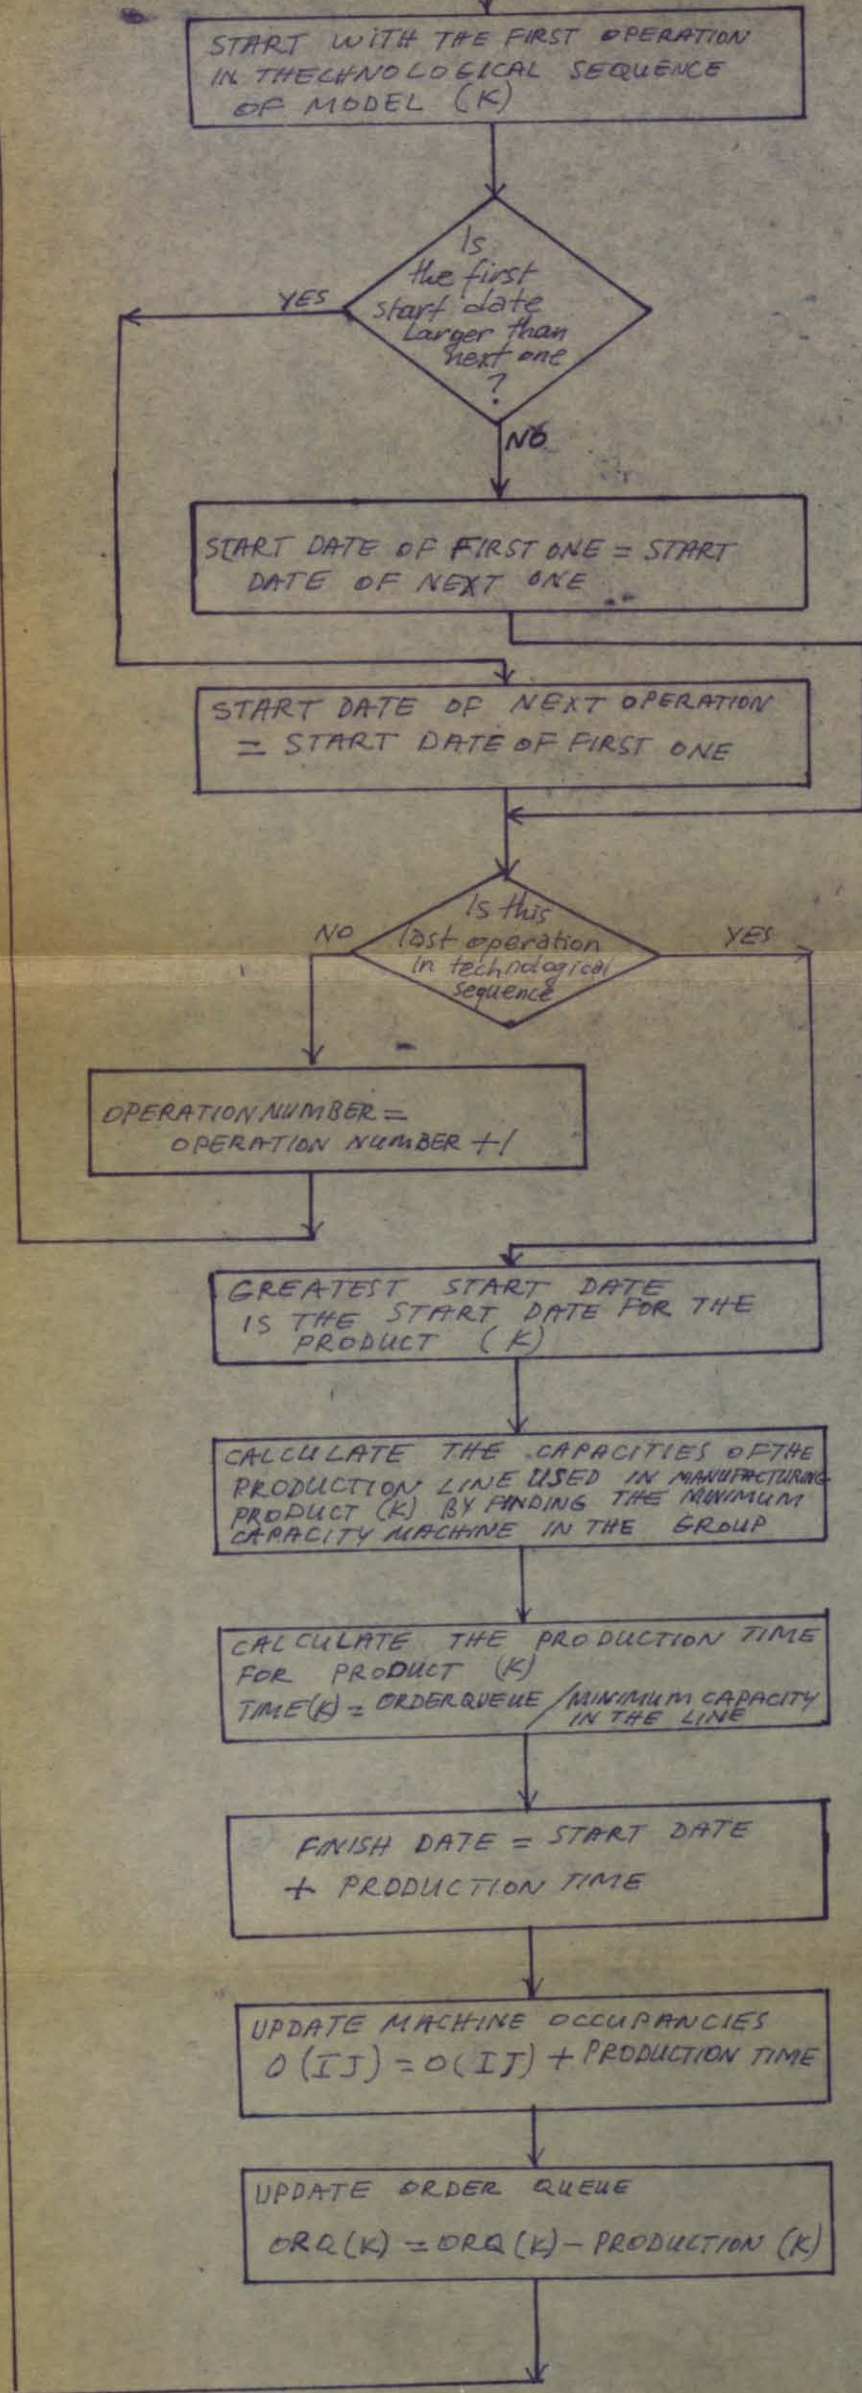 START WITH THE FIRST OPERATION
IN THECHNOLOGICAL SEQUENCE
OF MODEL (K)
Is
the first
start date
Larger than
next one
?
YES
NO
START DATE OF FIRST ONE = START
DATE OF NEXT ONE
START DATE OF NEXT OPERATION
= START DATE OF FIRST ONE
Is this
last operation
in technological
sequence
NO
YES
OPERATION NUMBER =
OPERATION NUMBER +1
GREATEST START DATE
IS THE START DATE FOR THE
PRODUCT (K)
CALCULATE THE CAPACITIES OF THE
PRODUCTION LINE USED IN MANUFACTURING
PRODUCT (K) BY FINDING THE MINIMUM
CAPACITY MACHINE IN THE GROUP
CALCULATE THE PRODUCTION TIME
FOR PRODUCT (K)
TIME(K) = ORDERQUEUE / MINIMUM CAPACITY
IN THE LINE
FINISH DATE = START DATE
+ PRODUCTION TIME
UPDATE MACHINE OCCUPANCIES
O(IJ) = O(IJ) + PRODUCTION TIME
UPDATE ORDER QUEUE
ORQ(K) = ORQ(K) - PRODUCTION (K)